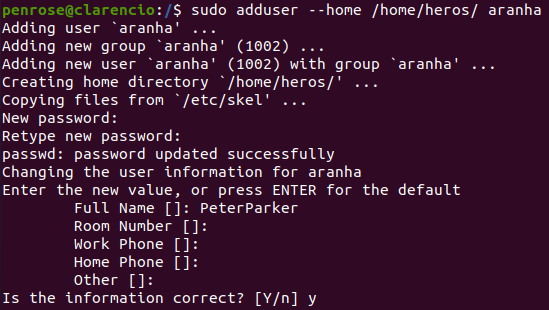 penrose@clarencio:/$ sudo adduser --home /home/heros/ aranha
Adding user `aranha' ...
Adding new group `aranha' (1002) ...
Adding new user `aranha' (1002) with group `aranha' ...
Creating home directory `/home/heros/' ...
Copying files from `/etc/skel' ...
New password:
Retype new password:
passwd: password updated successfully
Changing the user information for aranha
Enter the new value, or press ENTER for the default
Full Name []: PeterParker
Room Number []:
Work Phone []:
Home Phone []:
Other []:
Is the information correct? [Y/n] y